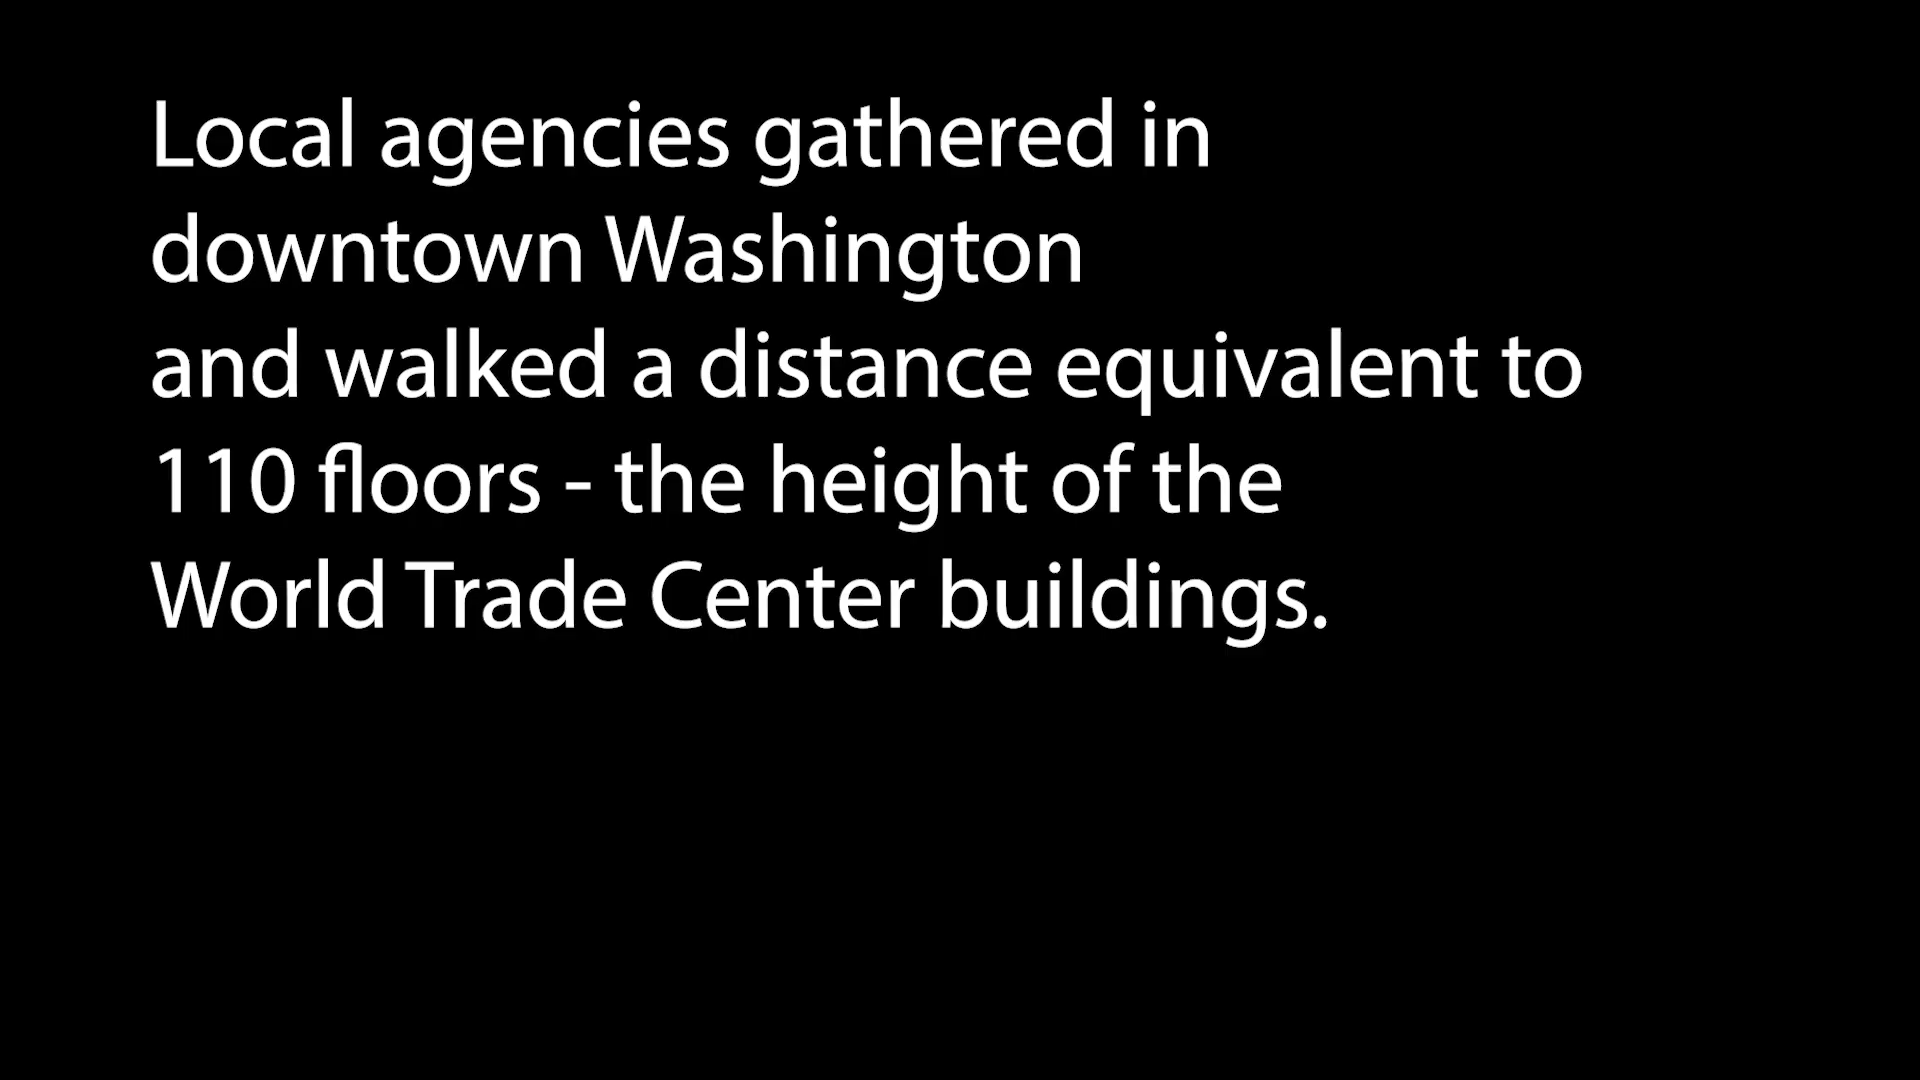 Local agencies gathered in
downtown Washington
and walked a distance equivalent to
110 floors - the height of the
World Trade Center buildings.